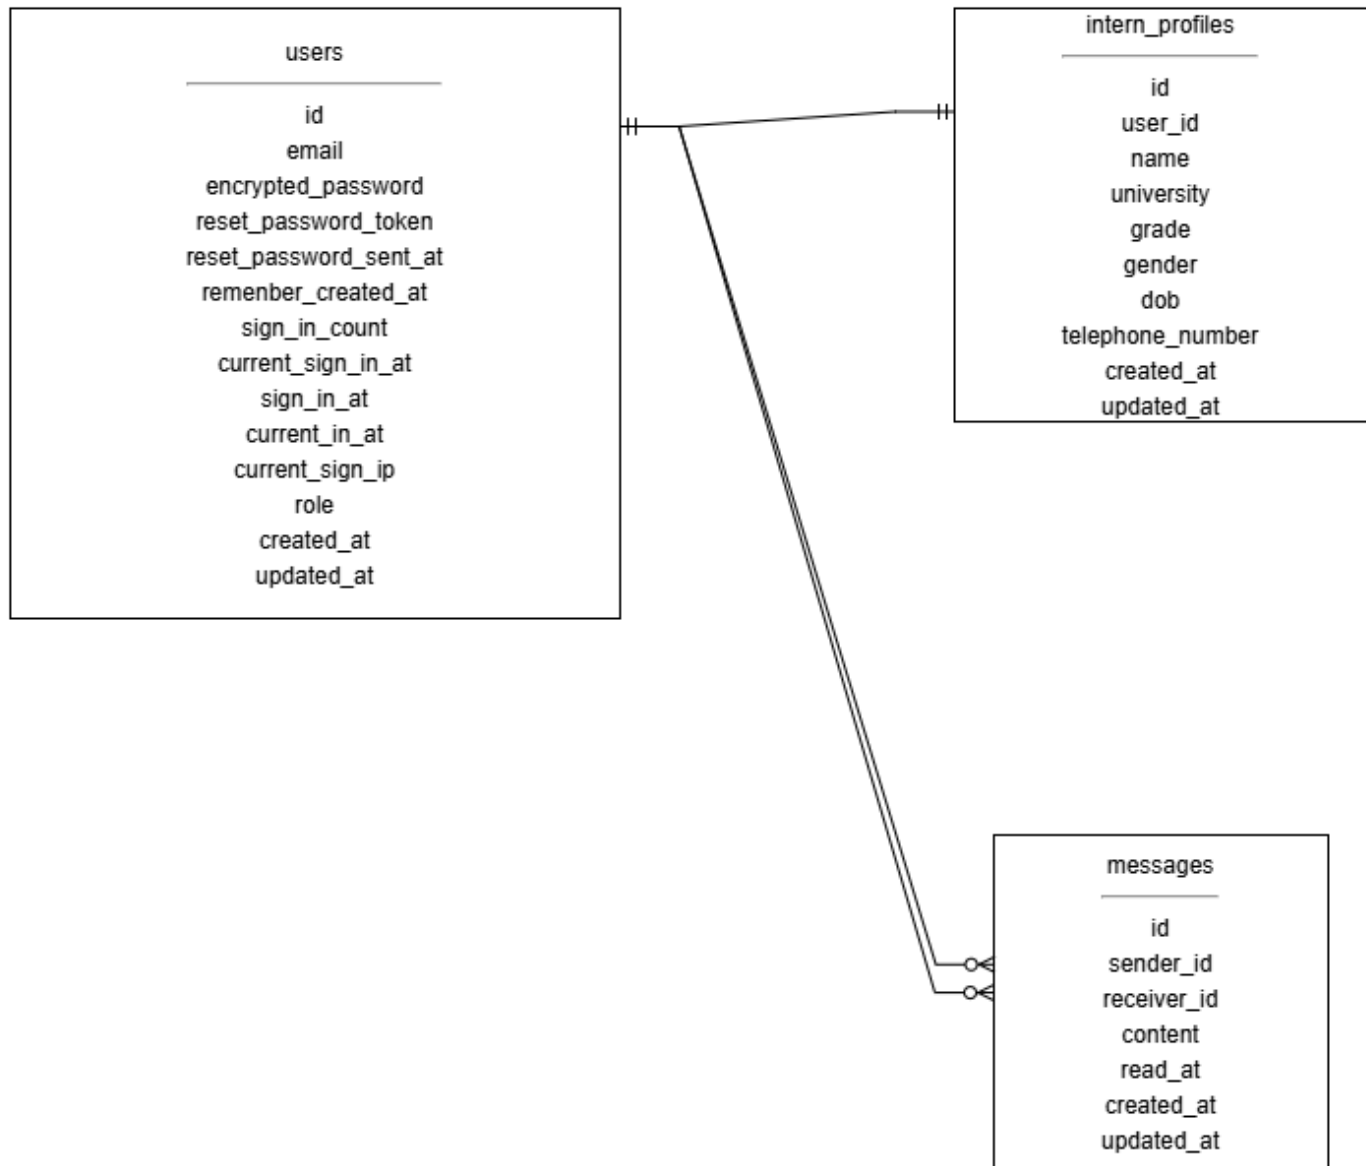 users
id
email
encrypted_password
reset_password_token
reset_password_sent_at
remenber_created_at
sign_in_count
current_sign_in_at
sign_in_at
current_in_at
current_sign_ip
role
created_at
updated_at
intern_profiles
id
user_id
name
university
grade
gender
dob
telephone_number
created_at
updated_at
messages
id
sender_id
receiver_id
content
read_at
created_at
updated_at